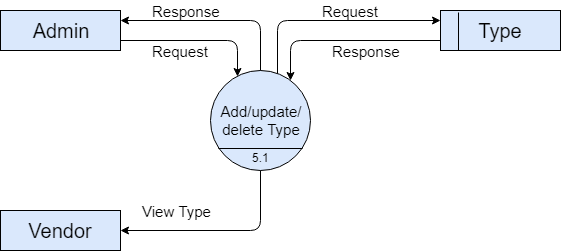 Response
Request
Admin
Type
Request
Response
Add/update/
delete Type
5.1
View Type
Vendor